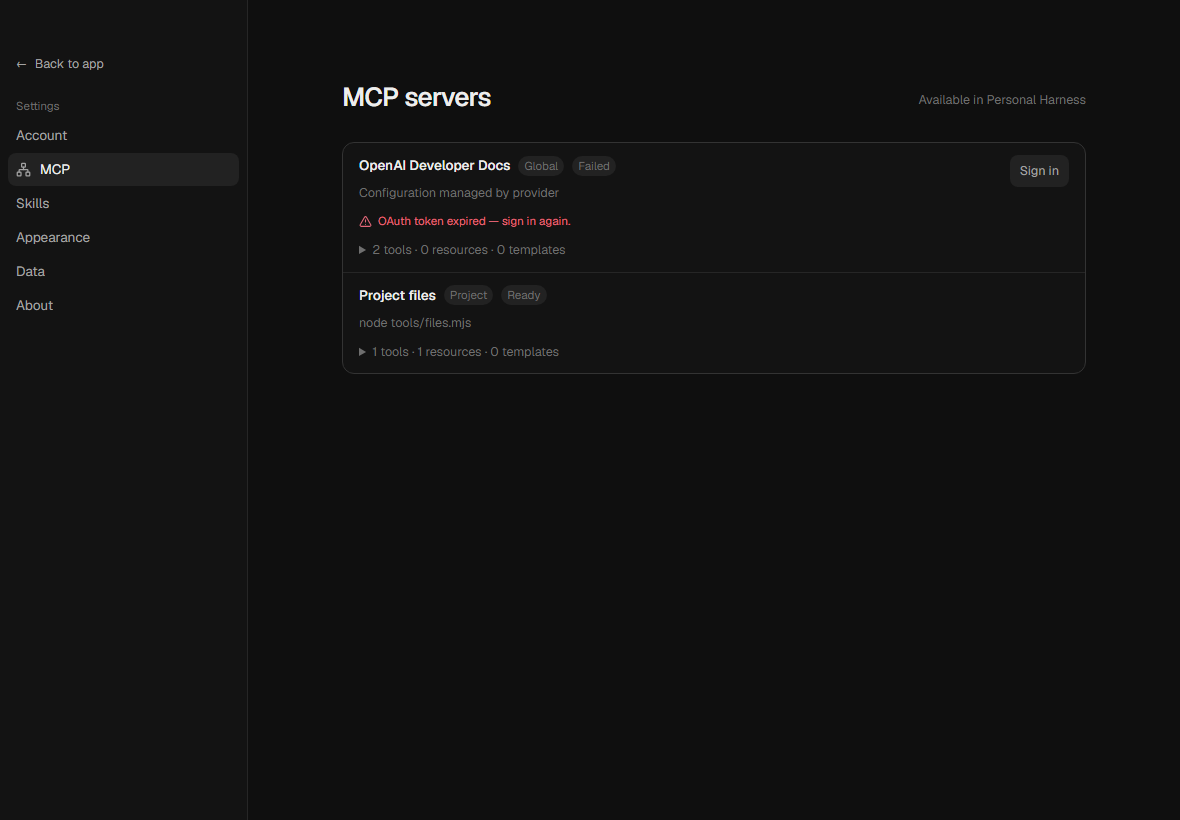 ← Back to app
Settings
Account
MCP
Skills
Appearance
Data
About
MCP servers
Available in Personal Harness
OpenAI Developer Docs Global Failed
Sign in
Configuration managed by provider
OAuth token expired — sign in again.
2 tools · 0 resources · 0 templates
Project files Project Ready
node tools/files.mjs
1 tools · 1 resources · 0 templates